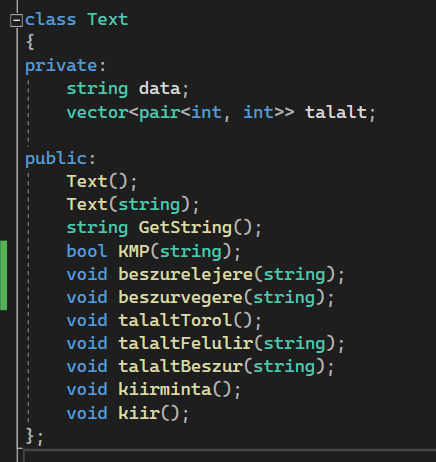 class Text
{
private:
string data;
vector<pair<int, int>> talalt;
public:
Text();
Text(string);
string GetString();
bool KMP(string);
void beszurelejere(string);
void beszurvegere(string);
void talaltTorol();
void talaltFelulir(string);
void talaltBeszur(string);
void kiirminta();
void kiir();
};